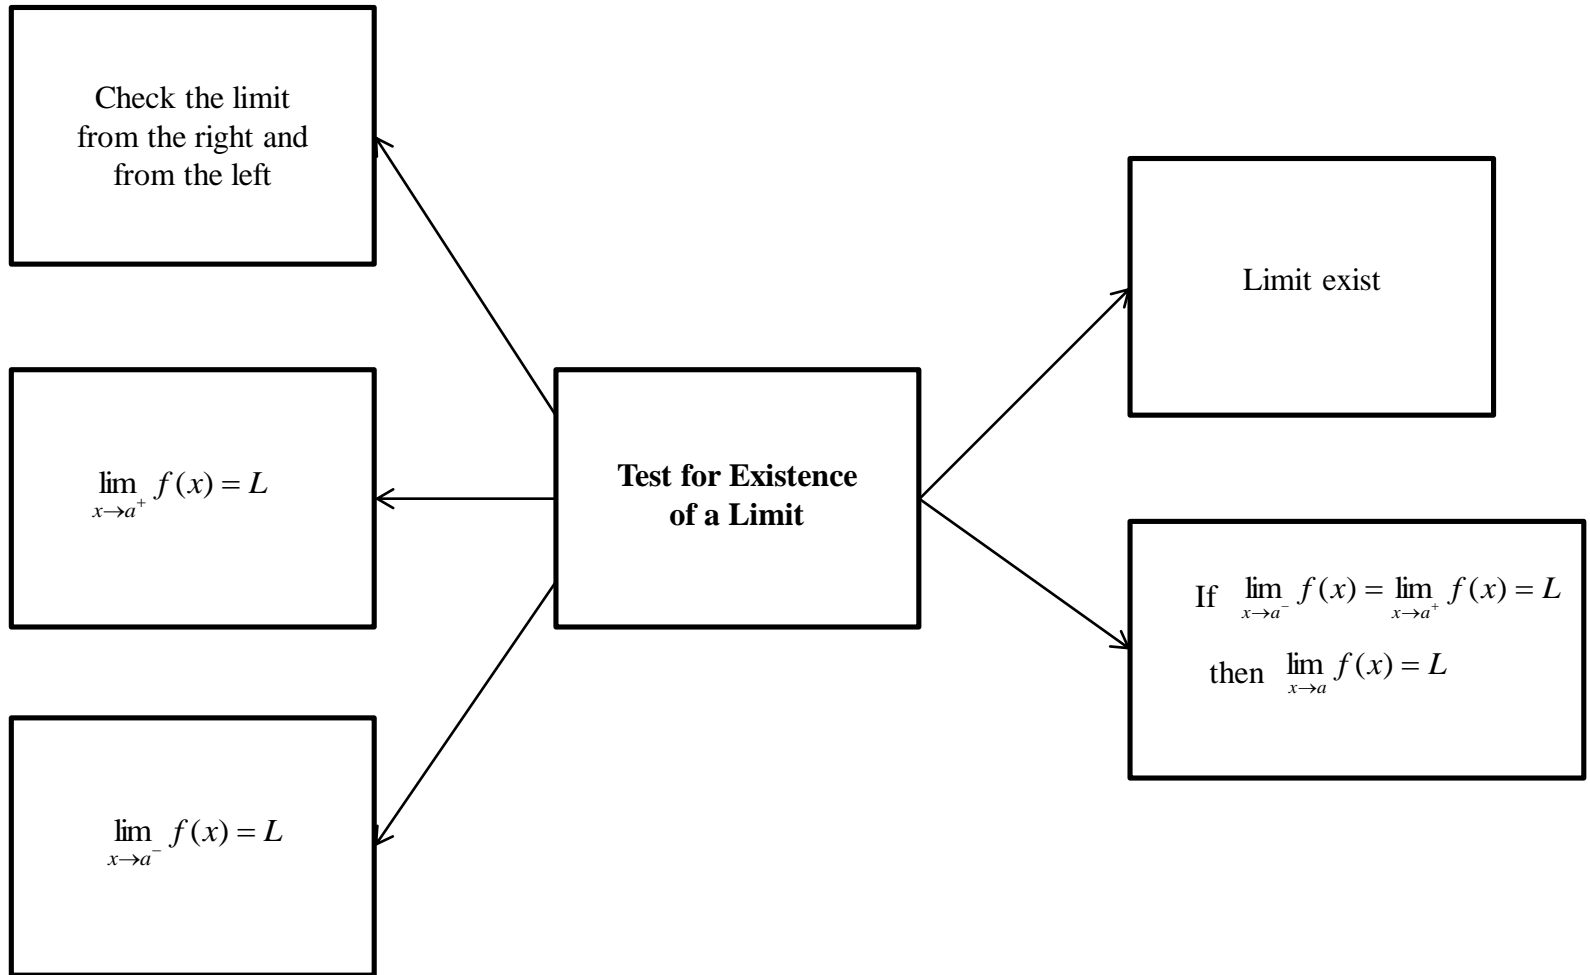 Check the limit
from the right and
from the left
lim f(x) = L
x→a⁺
lim f(x) = L
x→a⁻
Test for Existence
of a Limit
Limit exist
If lim f(x) = lim f(x) = L
x→a⁻ x→a⁺
then lim f(x) = L
x→a